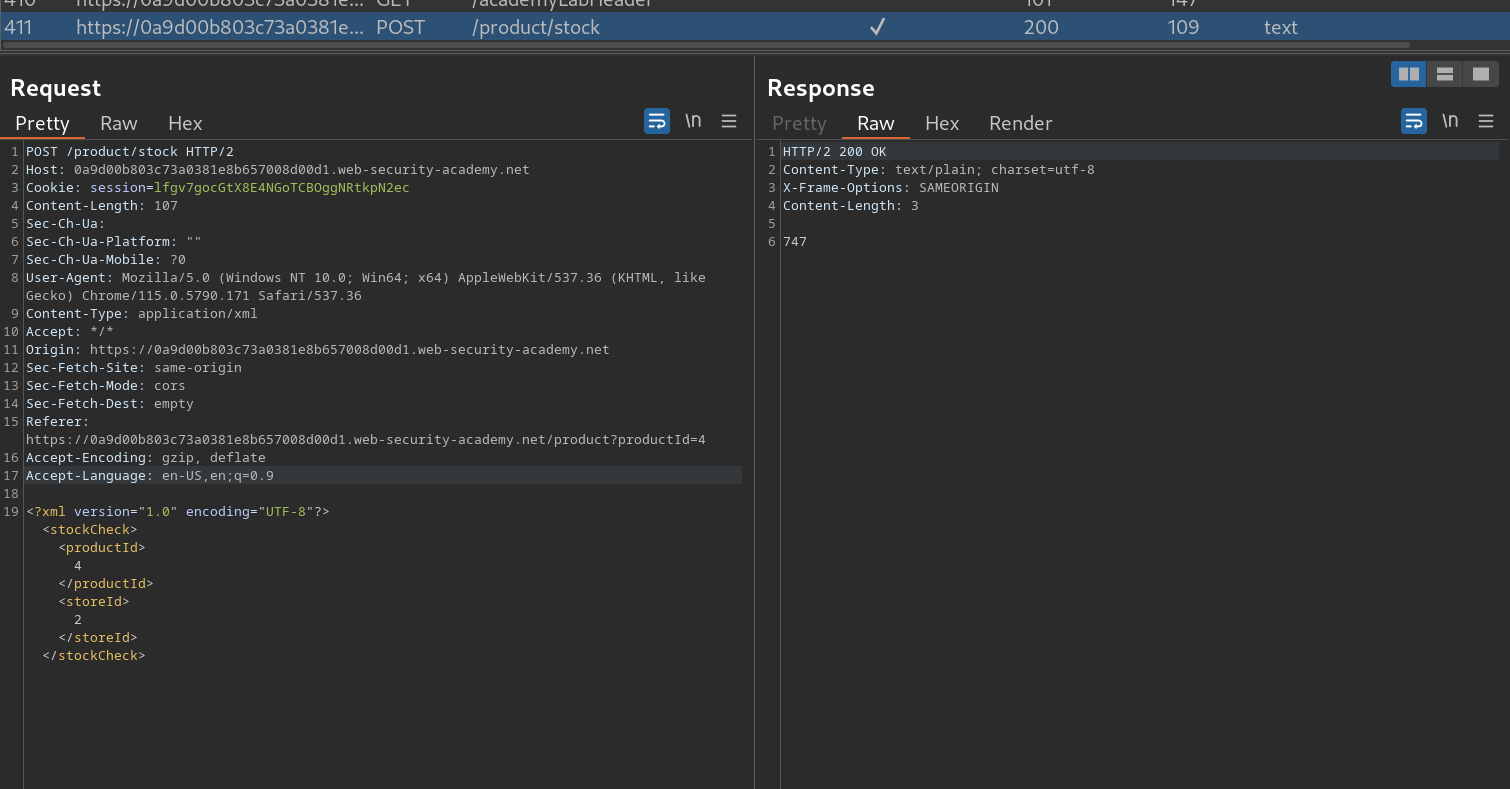 410 https://0a9d00b803c73a0381e... GET /academyLabHeader 101 147
411 https://0a9d00b803c73a0381e... POST /product/stock ✓ 200 109 text
Request
Pretty Raw Hex \n
1 POST /product/stock HTTP/2
2 Host: 0a9d00b803c73a0381e8b657008d00d1.web-security-academy.net
3 Cookie: session=lfgv7gocGtX8E4NGoTCBOggNRtkpN2ec
4 Content-Length: 107
5 Sec-Ch-Ua:
6 Sec-Ch-Ua-Platform: ""
7 Sec-Ch-Ua-Mobile: ?0
8 User-Agent: Mozilla/5.0 (Windows NT 10.0; Win64; x64) AppleWebKit/537.36 (KHTML, like
Gecko) Chrome/115.0.5790.171 Safari/537.36
9 Content-Type: application/xml
10 Accept: */*
11 Origin: https://0a9d00b803c73a0381e8b657008d00d1.web-security-academy.net
12 Sec-Fetch-Site: same-origin
13 Sec-Fetch-Mode: cors
14 Sec-Fetch-Dest: empty
15 Referer:
https://0a9d00b803c73a0381e8b657008d00d1.web-security-academy.net/product?productId=4
16 Accept-Encoding: gzip, deflate
17 Accept-Language: en-US,en;q=0.9
18
19 <?xml version="1.0" encoding="UTF-8"?>
<stockCheck>
<productId>
4
</productId>
<storeId>
2
</storeId>
</stockCheck>
Response
Pretty Raw Hex Render \n
1 HTTP/2 200 OK
2 Content-Type: text/plain; charset=utf-8
3 X-Frame-Options: SAMEORIGIN
4 Content-Length: 3
5
6 747